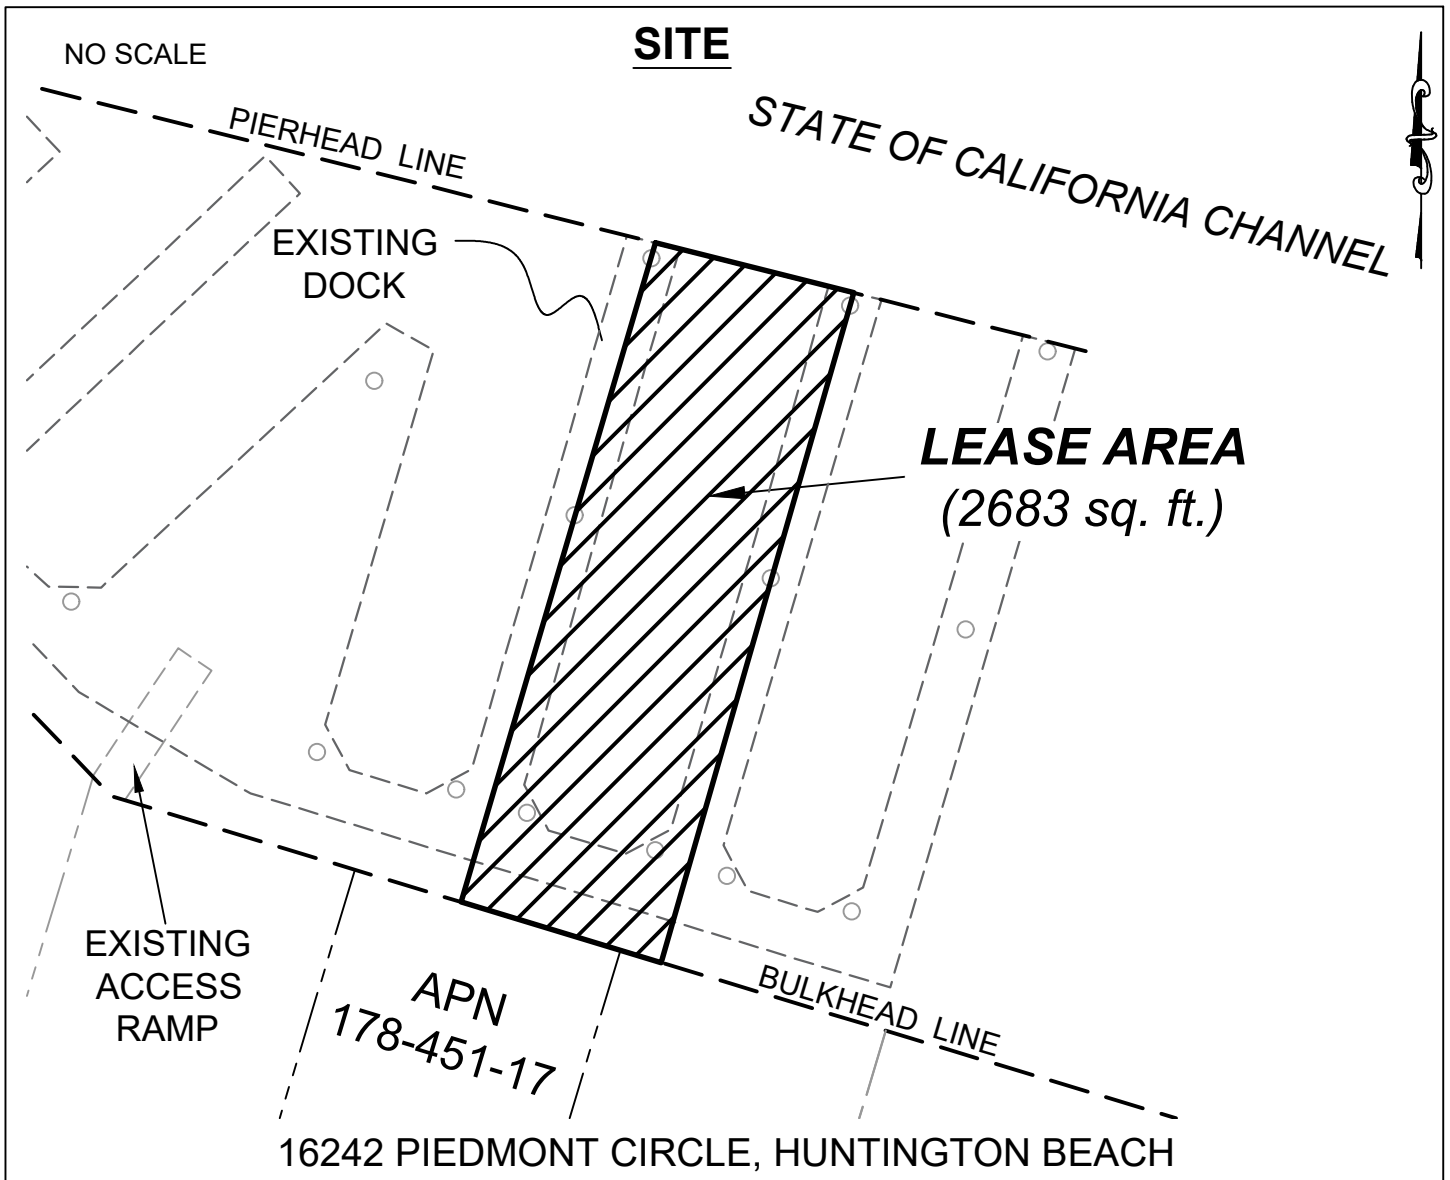 SITE
NO SCALE
PIERHEAD LINE
STATE OF CALIFORNIA CHANNEL
EXISTING
DOCK
LEASE AREA
(2683 sq. ft.)
EXISTING
ACCESS
RAMP
APN
178-451-17
BULKHEAD LINE
16242 PIEDMONT CIRCLE, HUNTINGTON BEACH